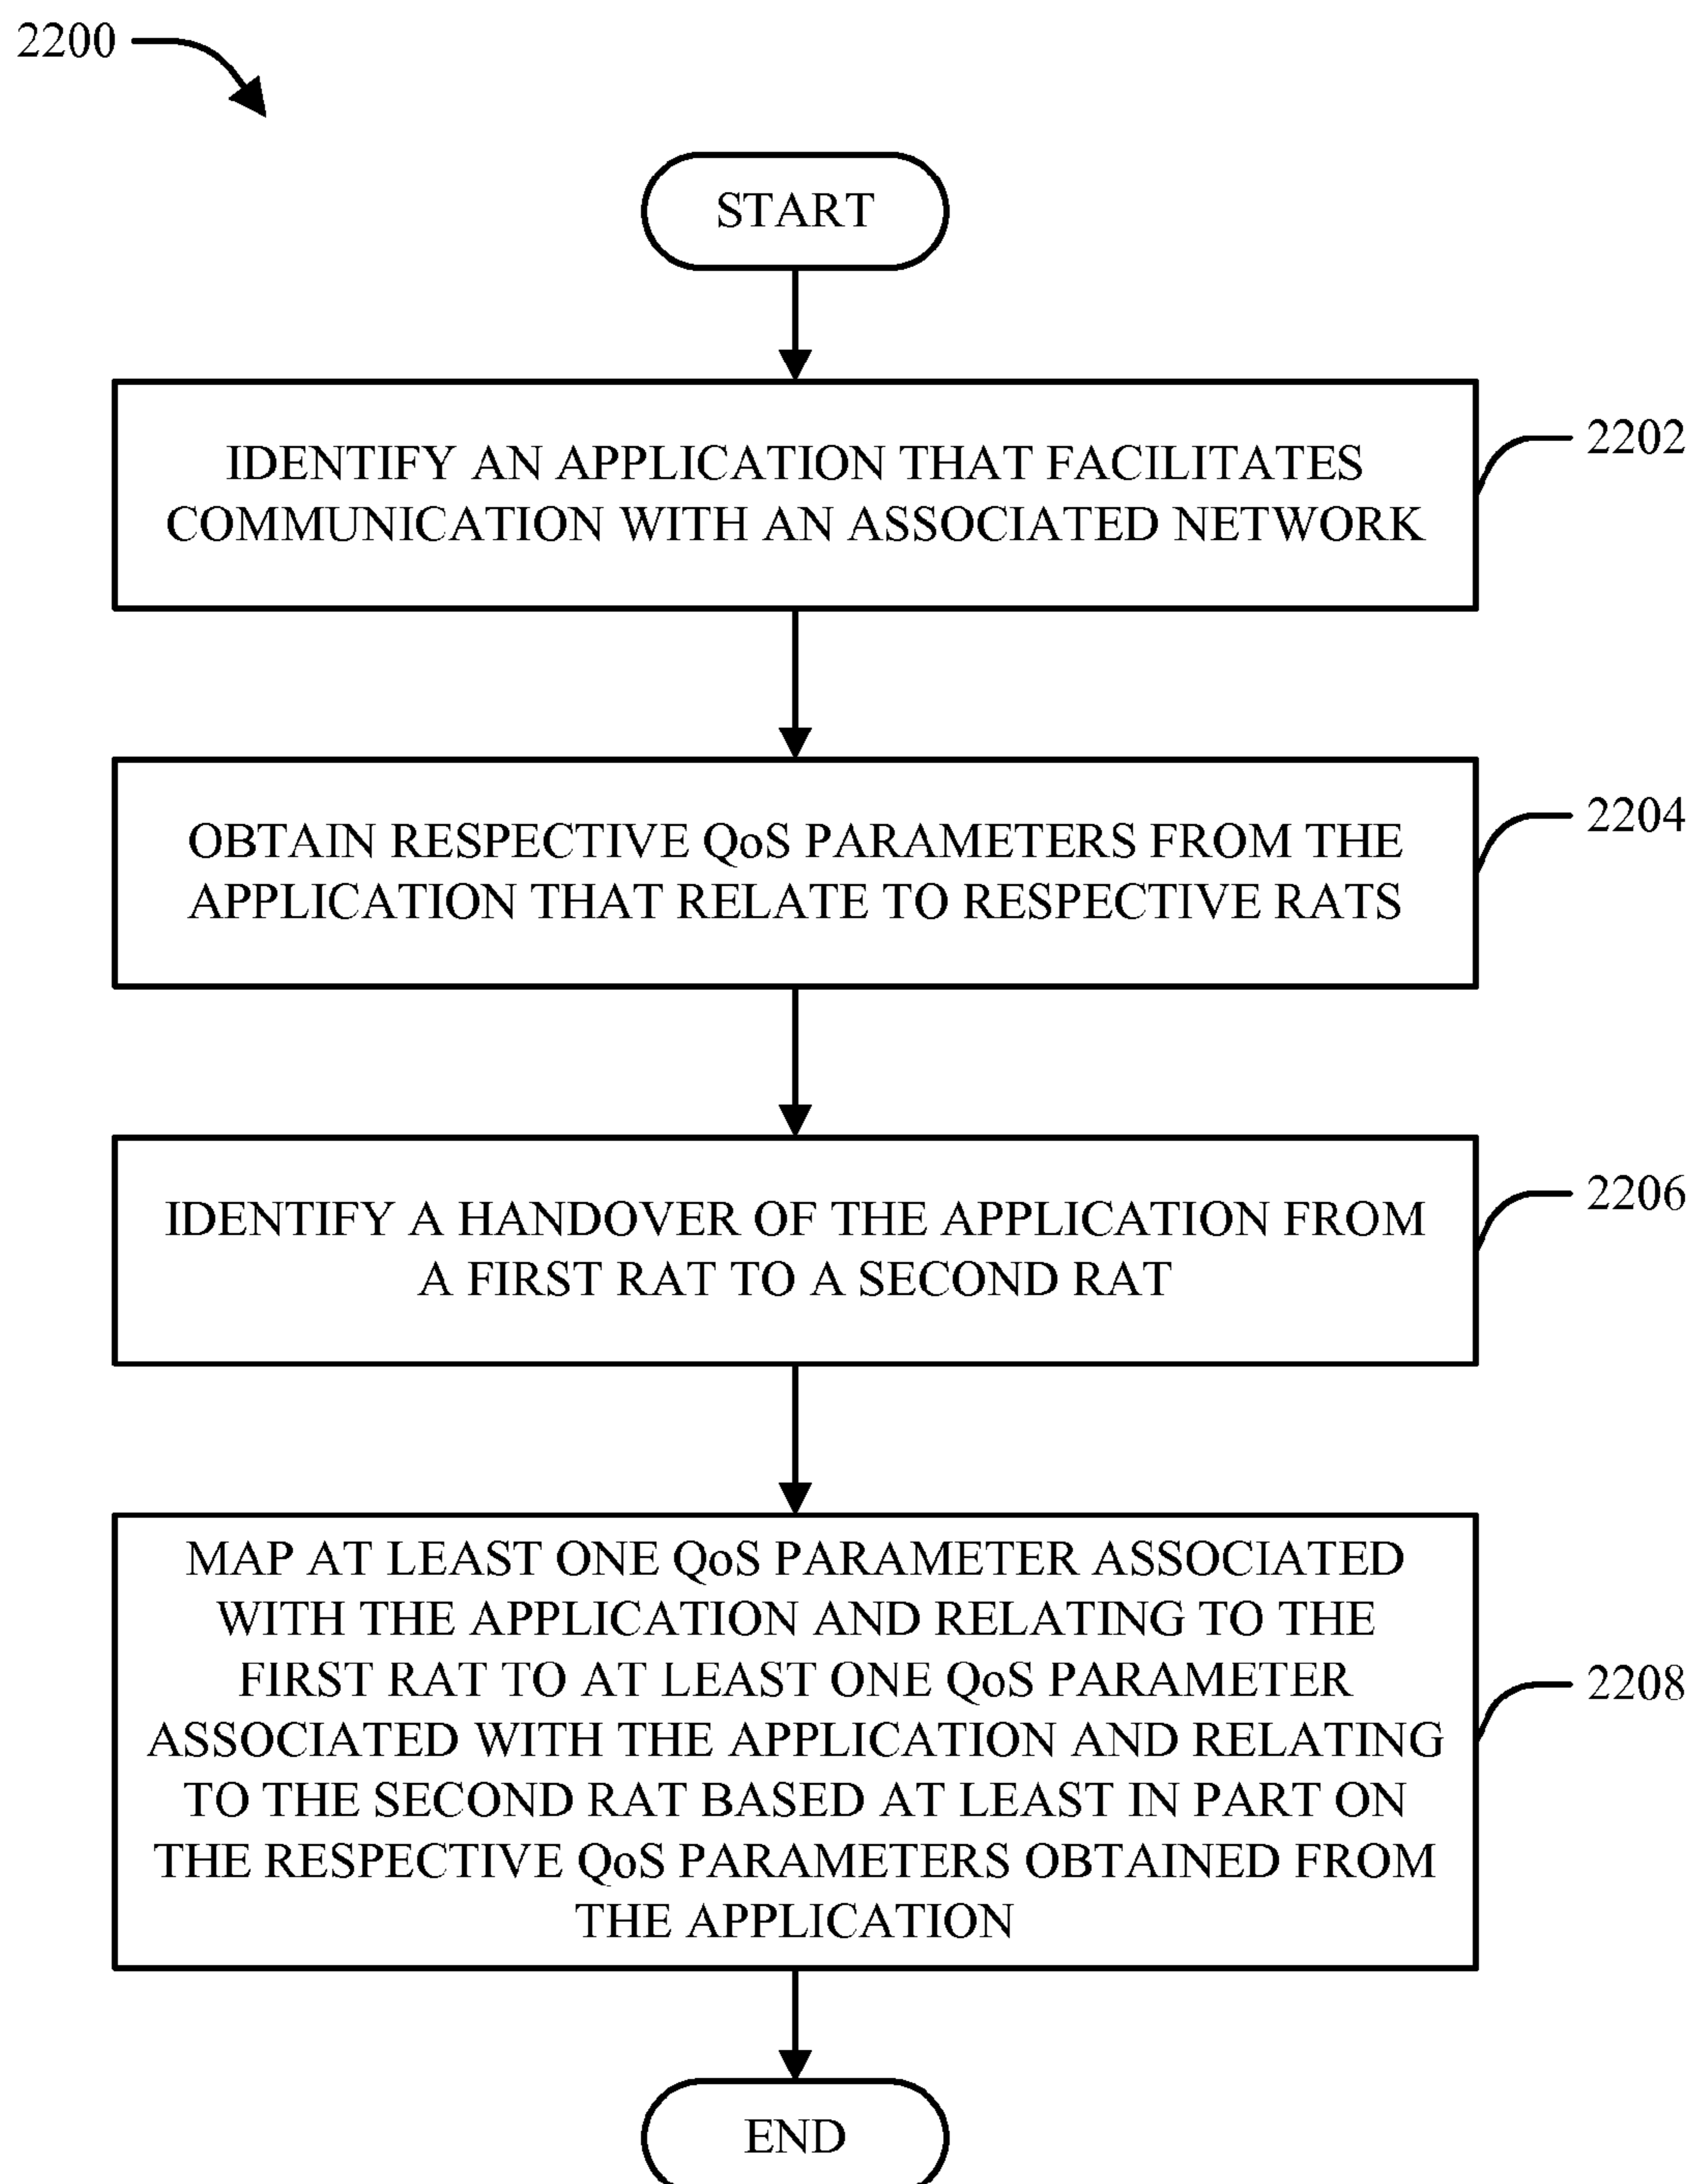 2200
START
IDENTIFY AN APPLICATION THAT FACILITATES
COMMUNICATION WITH AN ASSOCIATED NETWORK
2202
OBTAIN RESPECTIVE QoS PARAMETERS FROM THE
APPLICATION THAT RELATE TO RESPECTIVE RATS
2204
IDENTIFY A HANDOVER OF THE APPLICATION FROM
A FIRST RAT TO A SECOND RAT
2206
MAP AT LEAST ONE QoS PARAMETER ASSOCIATED
WITH THE APPLICATION AND RELATING TO THE
FIRST RAT TO AT LEAST ONE QoS PARAMETER
ASSOCIATED WITH THE APPLICATION AND RELATING
TO THE SECOND RAT BASED AT LEAST IN PART ON
THE RESPECTIVE QoS PARAMETERS OBTAINED FROM
THE APPLICATION
2208
END